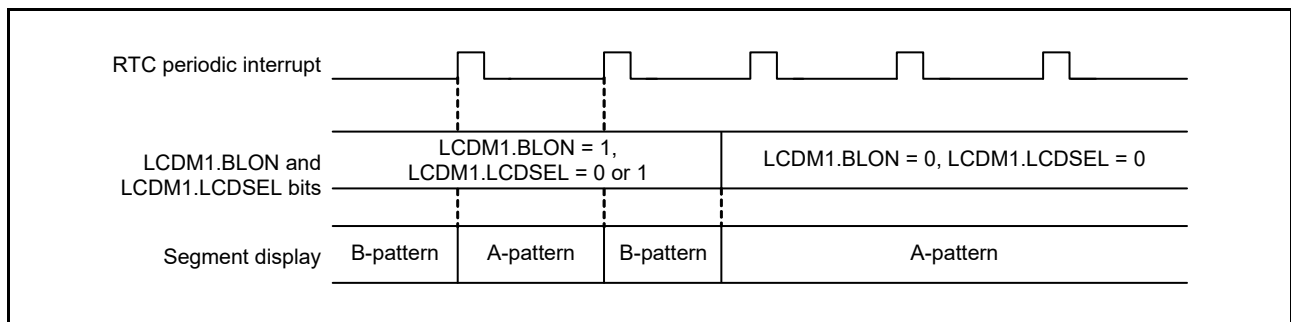 RTC periodic interrupt
LCDM1.BLON and
LCDM1.LCDSEL bits
LCDM1.BLON = 1,
LCDM1.LCDSEL = 0 or 1
LCDM1.BLON = 0, LCDM1.LCDSEL = 0
Segment display
B-pattern
A-pattern
B-pattern
A-pattern